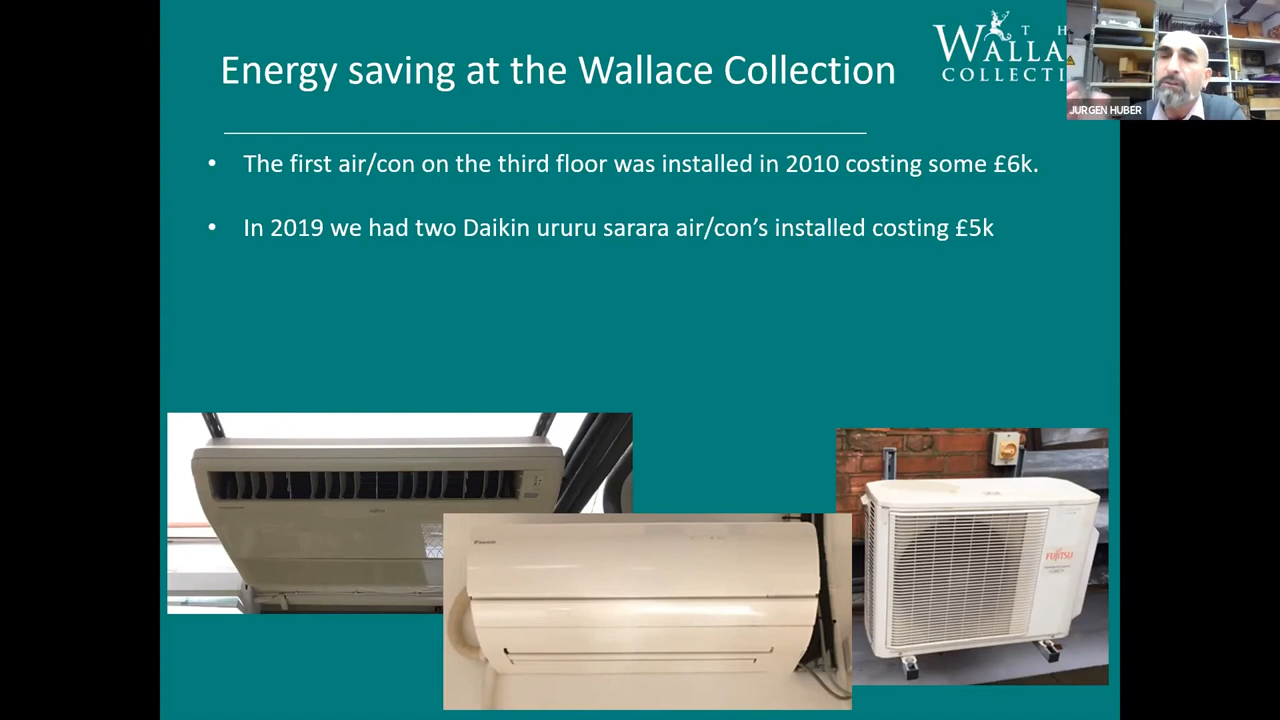 Energy saving at the Wallace Collection
T H
WALLA
COLLECTI
JURGEN HUBER
• The first air/con on the third floor was installed in 2010 costing some £6k.
• In 2019 we had two Daikin ururu sarara air/con’s installed costing £5k
DAIKIN
FUJITSU